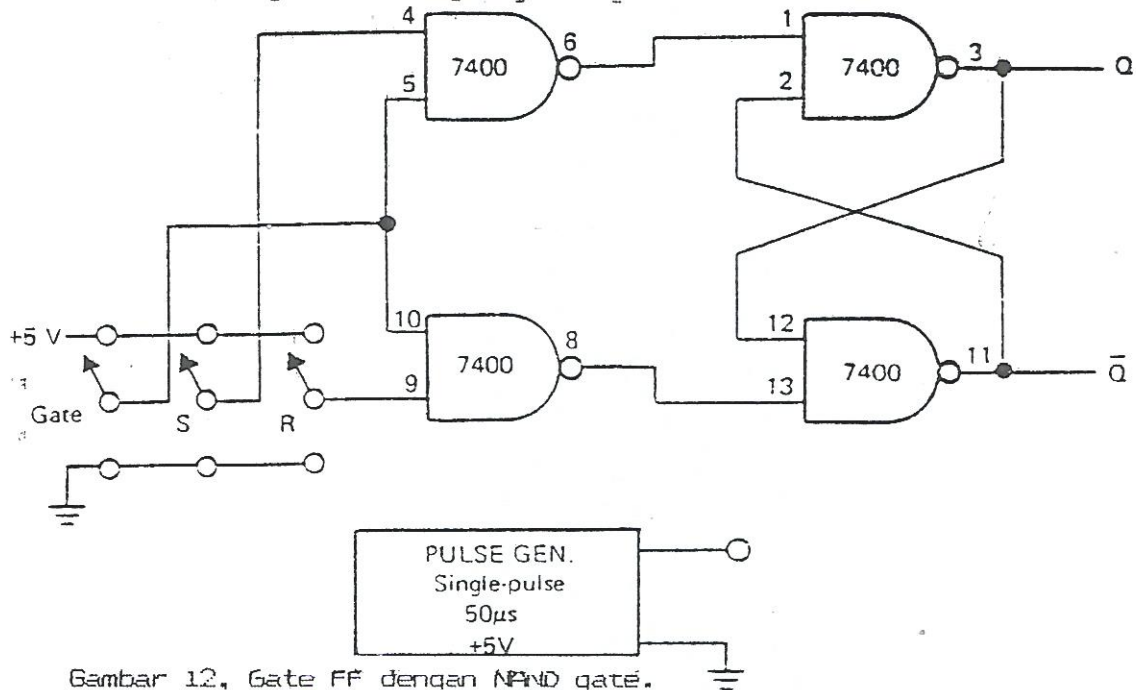 4
6
7400
5
1
3
7400
2
Q
+5 V
10
8
7400
9
12
11
7400
13
Q̅
Gate
S
R
PULSE GEN.
Single-pulse
50μs
+5V
Gambar 12, Gate FF dengan NAND gate.